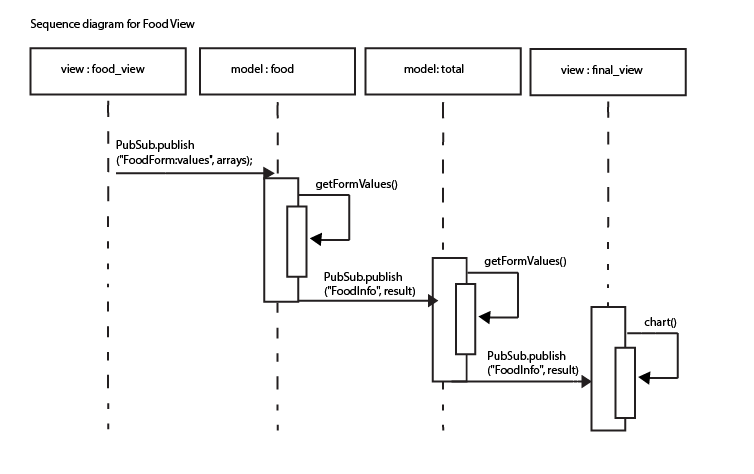 Sequence diagram for Food View
view : food_view
model : food
model: total
view : final_view
PubSub.publish
("FoodForm:values", arrays);
getFormValues()
PubSub.publish
("FoodInfo", result)
getFormValues()
PubSub.publish
("FoodInfo", result)
chart()